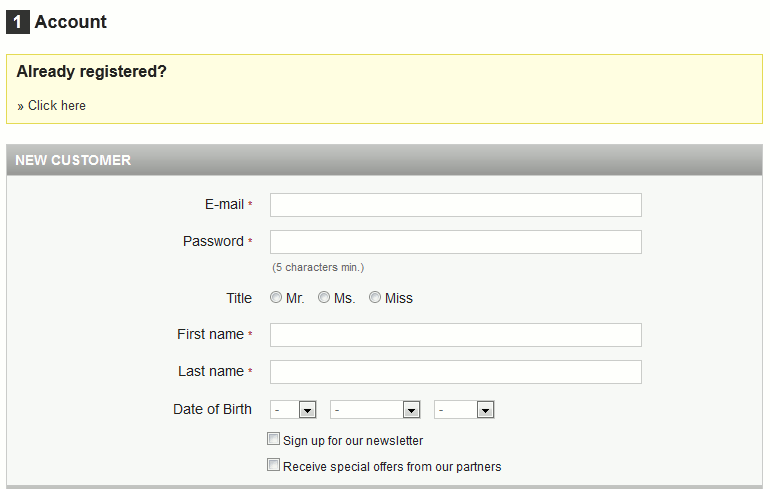 1 Account
Already registered?
» Click here
NEW CUSTOMER
E-mail *
Password *
(5 characters min.)
Title Mr. Ms. Miss
First name *
Last name *
Date of Birth - - -
Sign up for our newsletter
Receive special offers from our partners